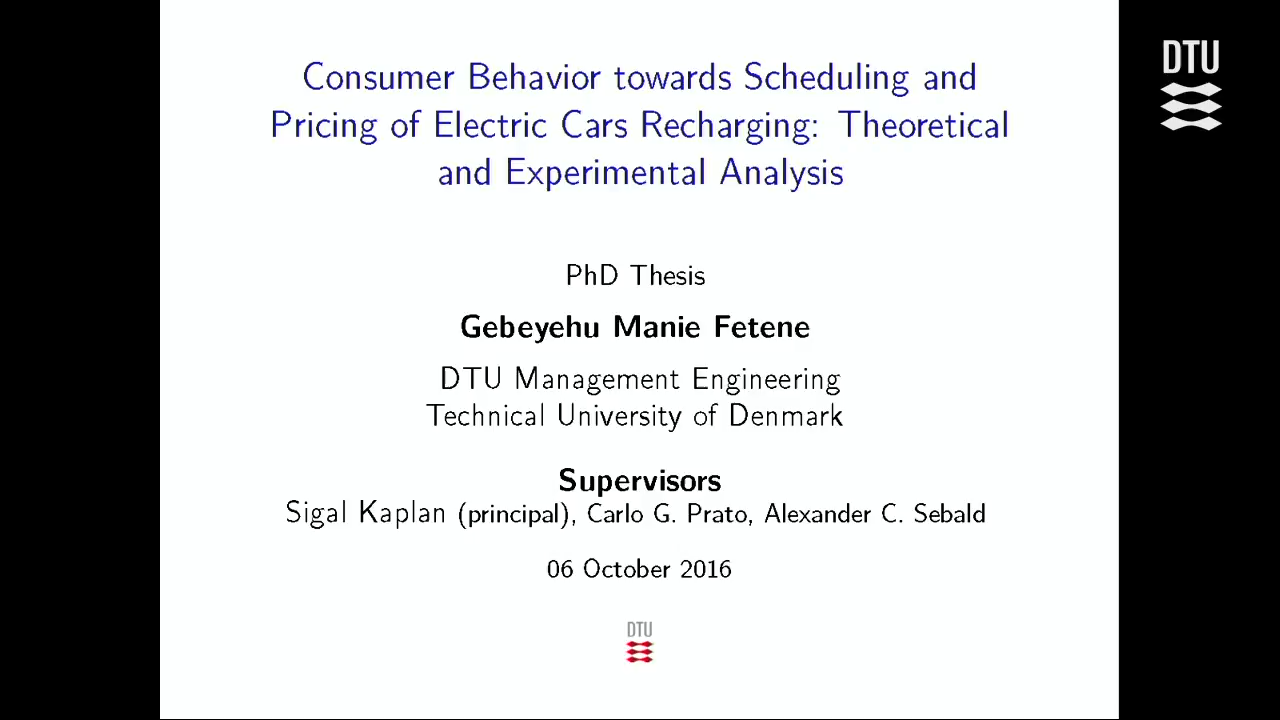 Consumer Behavior towards Scheduling and
Pricing of Electric Cars Recharging: Theoretical
and Experimental Analysis
PhD Thesis
Gebeyehu Manie Fetene
DTU Management Engineering
Technical University of Denmark
Supervisors
Sigal Kaplan (principal), Carlo G. Prato, Alexander C. Sebald
06 October 2016
DTU
DTU